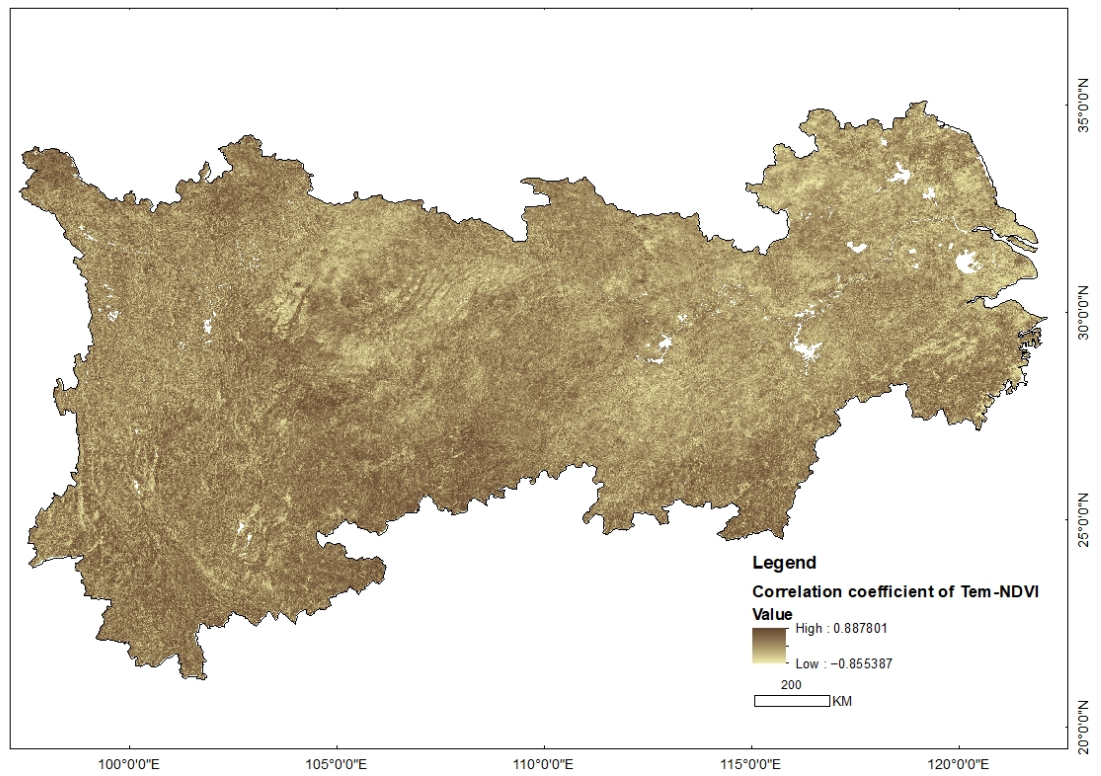 35°0'0"N
30°0'0"N
25°0'0"N
20°0'0"N
Legend
Correlation coefficient of Tem-NDVI
Value
High : 0.887801
Low : −0.855387
200
KM
100°0'0"E 105°0'0"E 110°0'0"E 115°0'0"E 120°0'0"E